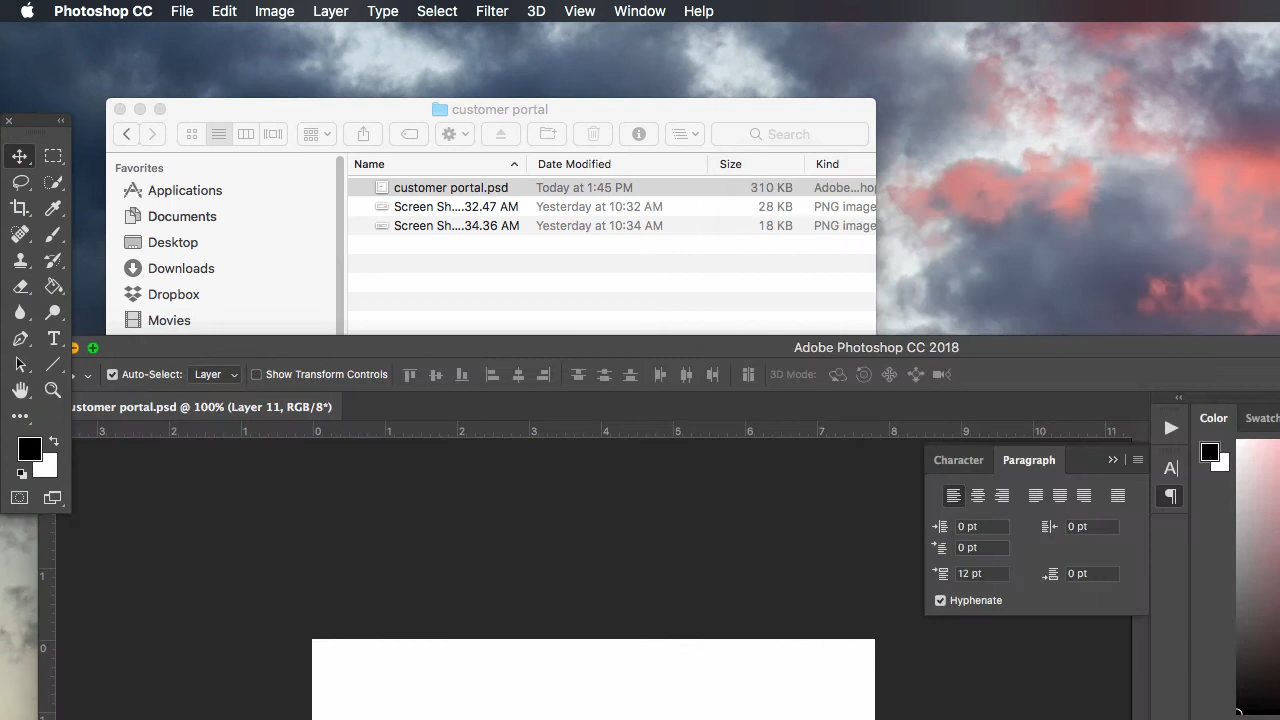 Photoshop CC File Edit Image Layer Type Select Filter 3D View Window Help
customer portal
Search
Favorites
Name Date Modified Size Kind
Applications
customer portal.psd Today at 1:45 PM 310 KB Adobe...hop
Screen Sh....32.47 AM Yesterday at 10:32 AM 28 KB PNG image
Documents
Screen Sh....34.36 AM Yesterday at 10:34 AM 18 KB PNG image
Desktop
Downloads
Dropbox
Movies
Adobe Photoshop CC 2018
Auto-Select: Layer Show Transform Controls 3D Mode:
ustomer portal.psd @ 100% (Layer 11, RGB/8*)
Color Swatch
3 2 1 0 1 2 3 4 5 6 7 8 9 10 11
Character Paragraph
0 pt 0 pt
0 pt
12 pt 0 pt
Hyphenate
1
0